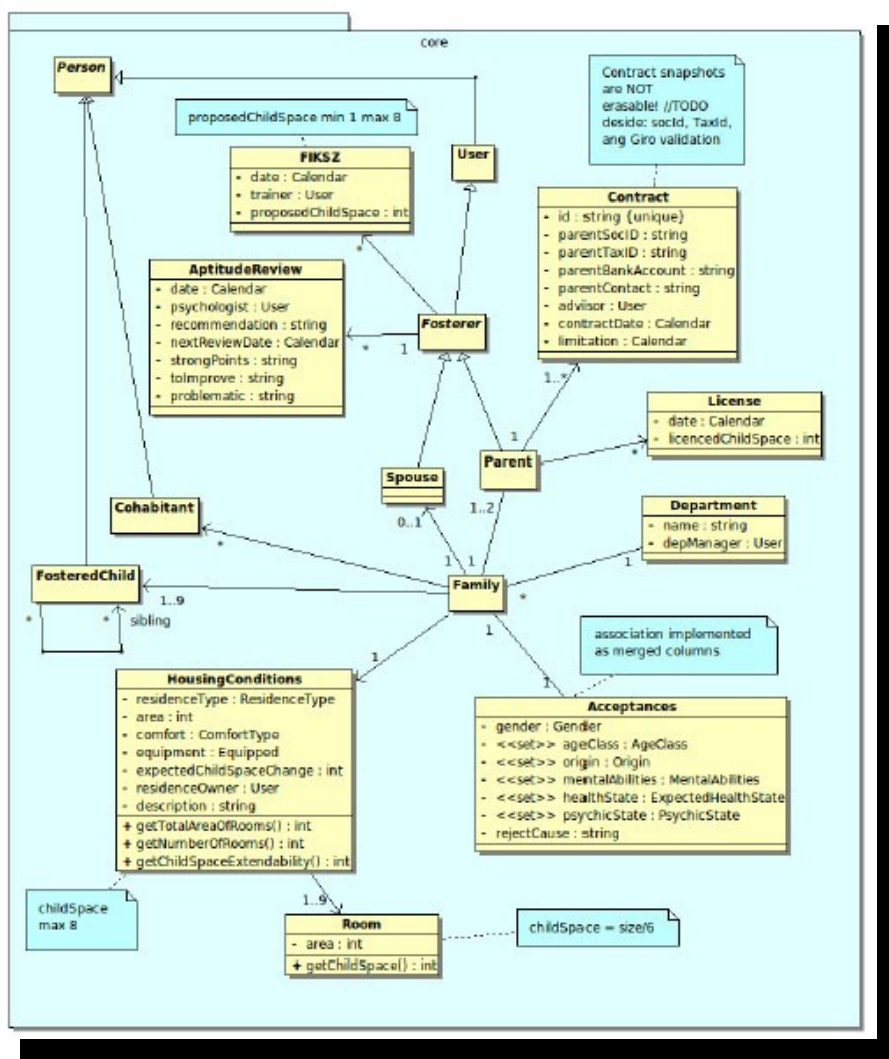 core
Person
Contract snapshots
are NOT
erasable! //TODO
deside: socId, TaxId,
ang Giro validation
proposedChildSpace min 1 max 8
User
FIKSZ
- date : Calendar
- trainer : User
- proposedChildSpace : int
*
Contract
- id : string {unique}
- parentSocID : string
- parentTaxID : string
- parentBankAccount : string
- parentContact : string
- advisor : User
- contractDate : Calendar
- limitation : Calendar
AptitudeReview
- date : Calendar
- psychologist : User
- recommendation : string
- nextReviewDate : Calendar
- strongPoints : string
- toImprove : string
- problematic : string
Fosterer
* 1
1..*
License
- date : Calendar
- licencedChildSpace : int
1
*
Parent
Spouse
Cohabitant
0..1
1..2
Department
- name : string
- depManager : User
*
1 1
1
FosteredChild
Family
1..9
*
* * sibling
1
1
association implemented
as merged columns
HousingConditions
- residenceType : ResidenceType
- area : int
- comfort : ComfortType
- equipment : Equipped
- expectedChildSpaceChange : int
- residenceOwner : User
- description : string
+ getTotalAreaOfRooms() : int
+ getNumberOfRooms() : int
+ getChildSpaceExtendability() : int
1
Acceptances
- gender : Gendler
- <<set>> ageClass : AgeClass
- <<set>> origin : Origin
- <<set>> mentalAbilities : MentalAbilities
- <<set>> healthState : ExpectedHealthState
- <<set>> psychicState : PsychicState
- rejectCause : string
childSpace
max 8
1..9
Room
- area : int
+ getChildSpace() : int
childSpace = size/6